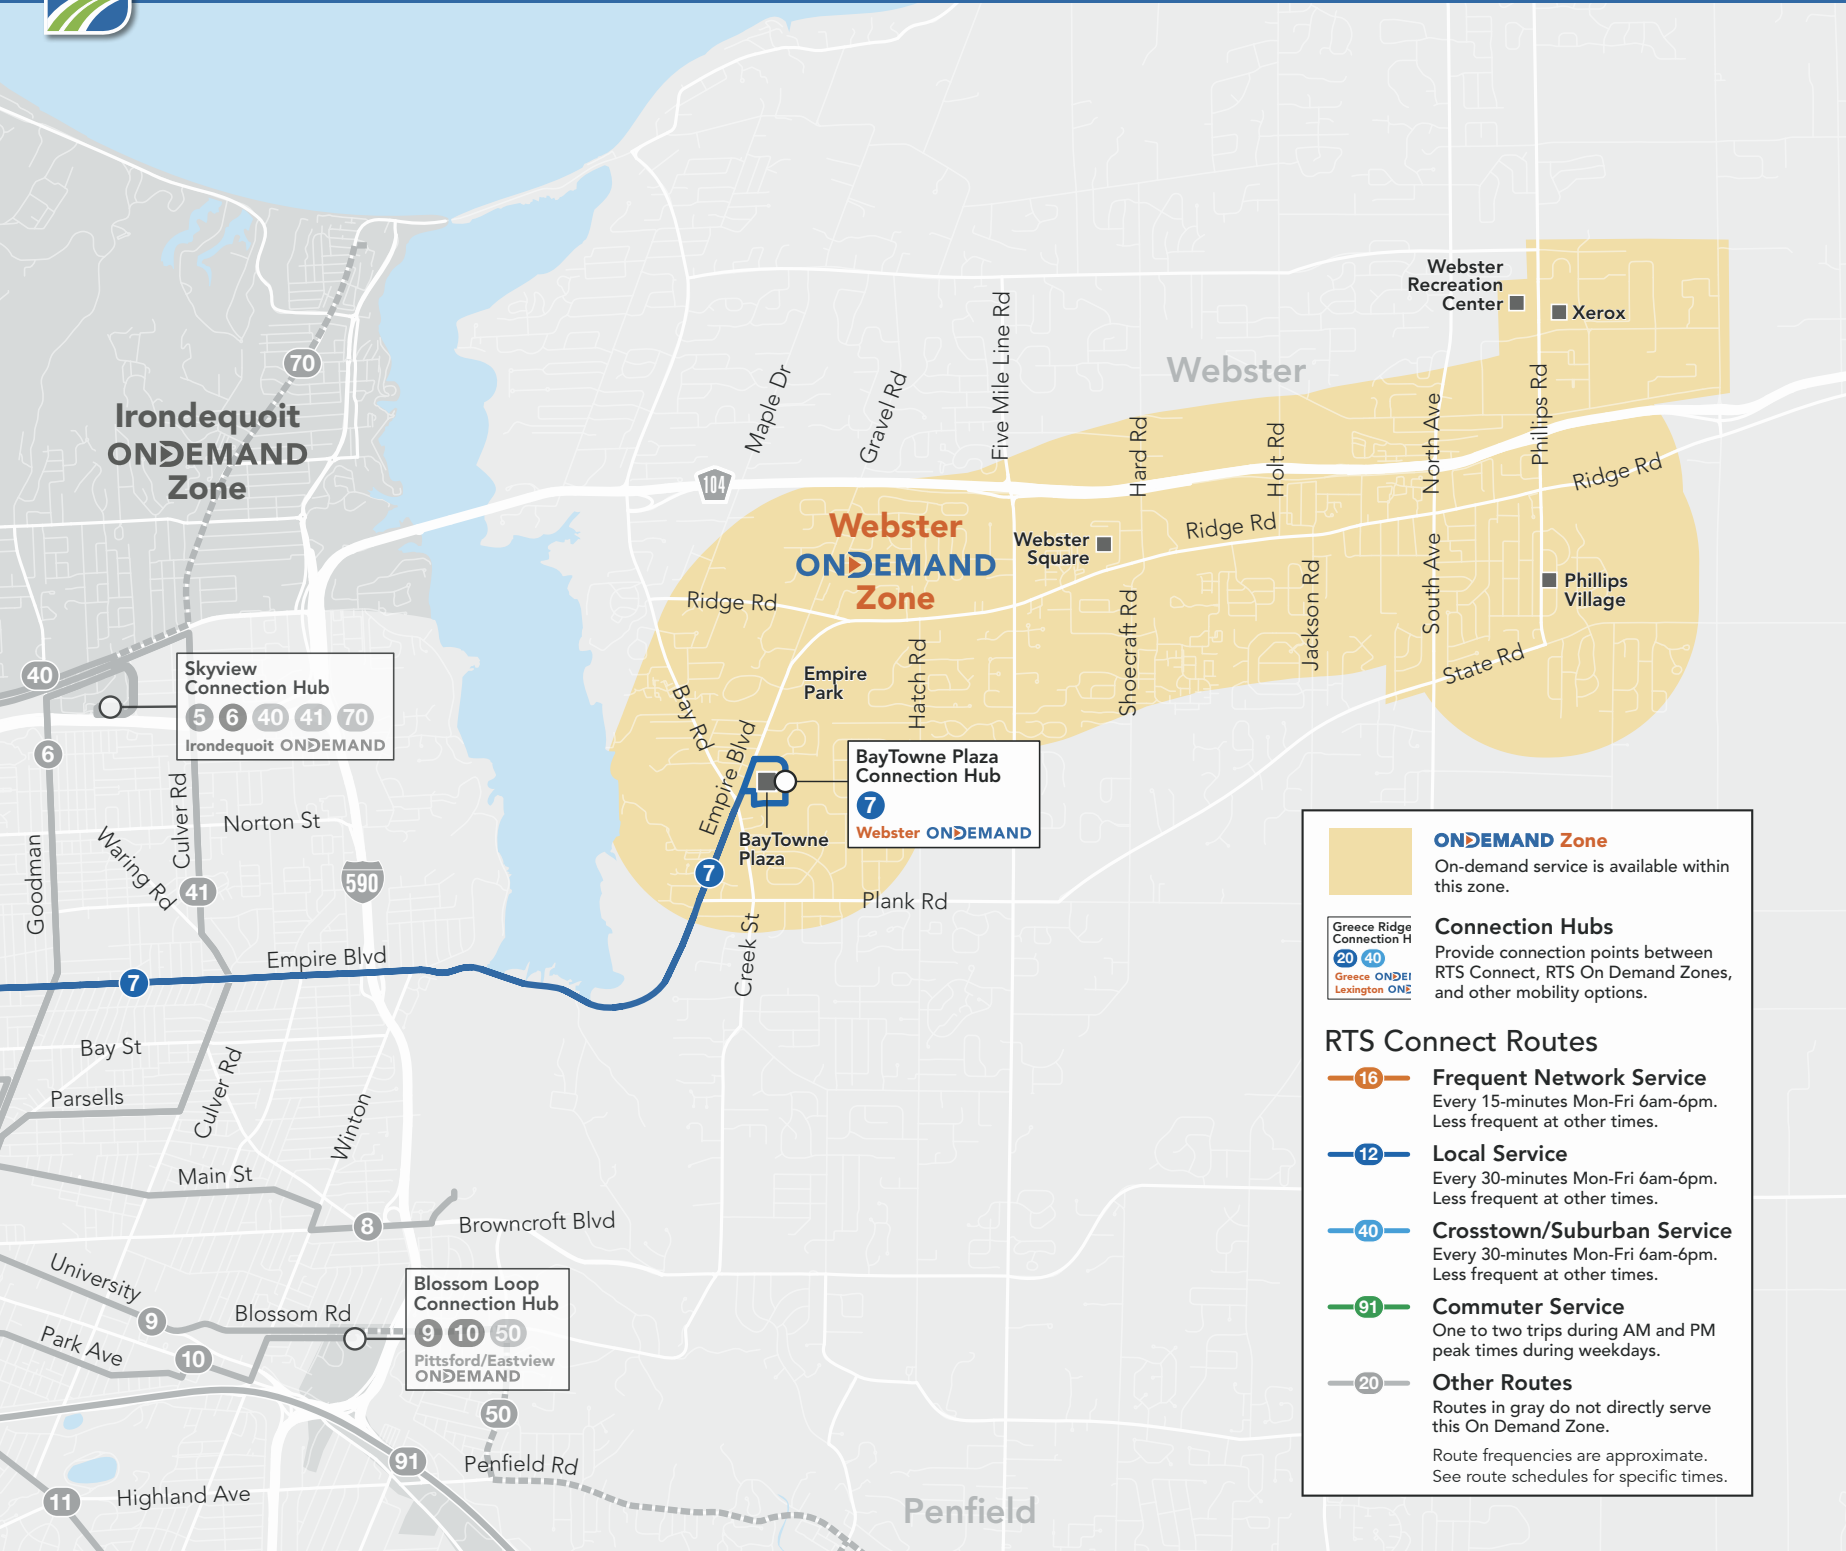 70
Irondequoit
ONDEMAND
Zone
104
Maple Dr
Gravel Rd
Five Mile Line Rd
Webster
Hard Rd
Holt Rd
North Ave
Phillips Rd
Ridge Rd
Webster
Recreation
Center
Xerox
Webster
ONDEMAND
Zone
Webster
Square
Ridge Rd
Ridge Rd
Shoecraft Rd
Jackson Rd
South Ave
Phillips
Village
State Rd
40
Skyview
Connection Hub
5 6 40 41 70
Irondequoit ONDEMAND
6
Bay Rd
Empire
Park
Hatch Rd
Empire Blvd
BayTowne Plaza
Connection Hub
7
Webster ONDEMAND
BayTowne
Plaza
7
Plank Rd
Creek St
Goodman
Waring Rd
Culver Rd
Norton St
41
590
Empire Blvd
7
Bay St
Parsells
Culver Rd
Winton
Main St
8
Browncroft Blvd
University
9
Blossom Rd
Park Ave
10
Blossom Loop
Connection Hub
9 10 50
Pittsford/Eastview
ONDEMAND
50
91
Penfield Rd
11
Highland Ave
Penfield
ONDEMAND Zone
On-demand service is available within
this zone.
Greece Ridge
Connection H
20 40
Greece ONDE
Lexington OND
Connection Hubs
Provide connection points between
RTS Connect, RTS On Demand Zones,
and other mobility options.
RTS Connect Routes
16
Frequent Network Service
Every 15-minutes Mon-Fri 6am-6pm.
Less frequent at other times.
12
Local Service
Every 30-minutes Mon-Fri 6am-6pm.
Less frequent at other times.
40
Crosstown/Suburban Service
Every 30-minutes Mon-Fri 6am-6pm.
Less frequent at other times.
91
Commuter Service
One to two trips during AM and PM
peak times during weekdays.
20
Other Routes
Routes in gray do not directly serve
this On Demand Zone.
Route frequencies are approximate.
See route schedules for specific times.